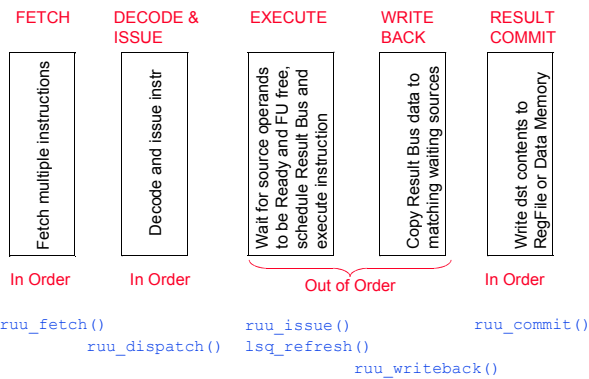 FETCH
DECODE &
ISSUE
EXECUTE
WRITE
BACK
RESULT
COMMIT
Fetch multiple instructions
Decode and issue instr
Wait for source operands
to be Ready and FU free,
schedule Result Bus and
execute instruction
Copy Result Bus data to
matching waiting sources
Write dst contents to
RegFile or Data Memory
In Order
In Order
Out of Order
In Order
ruu_fetch()
ruu_dispatch()
ruu_issue()
lsq_refresh()
ruu_writeback()
ruu_commit()